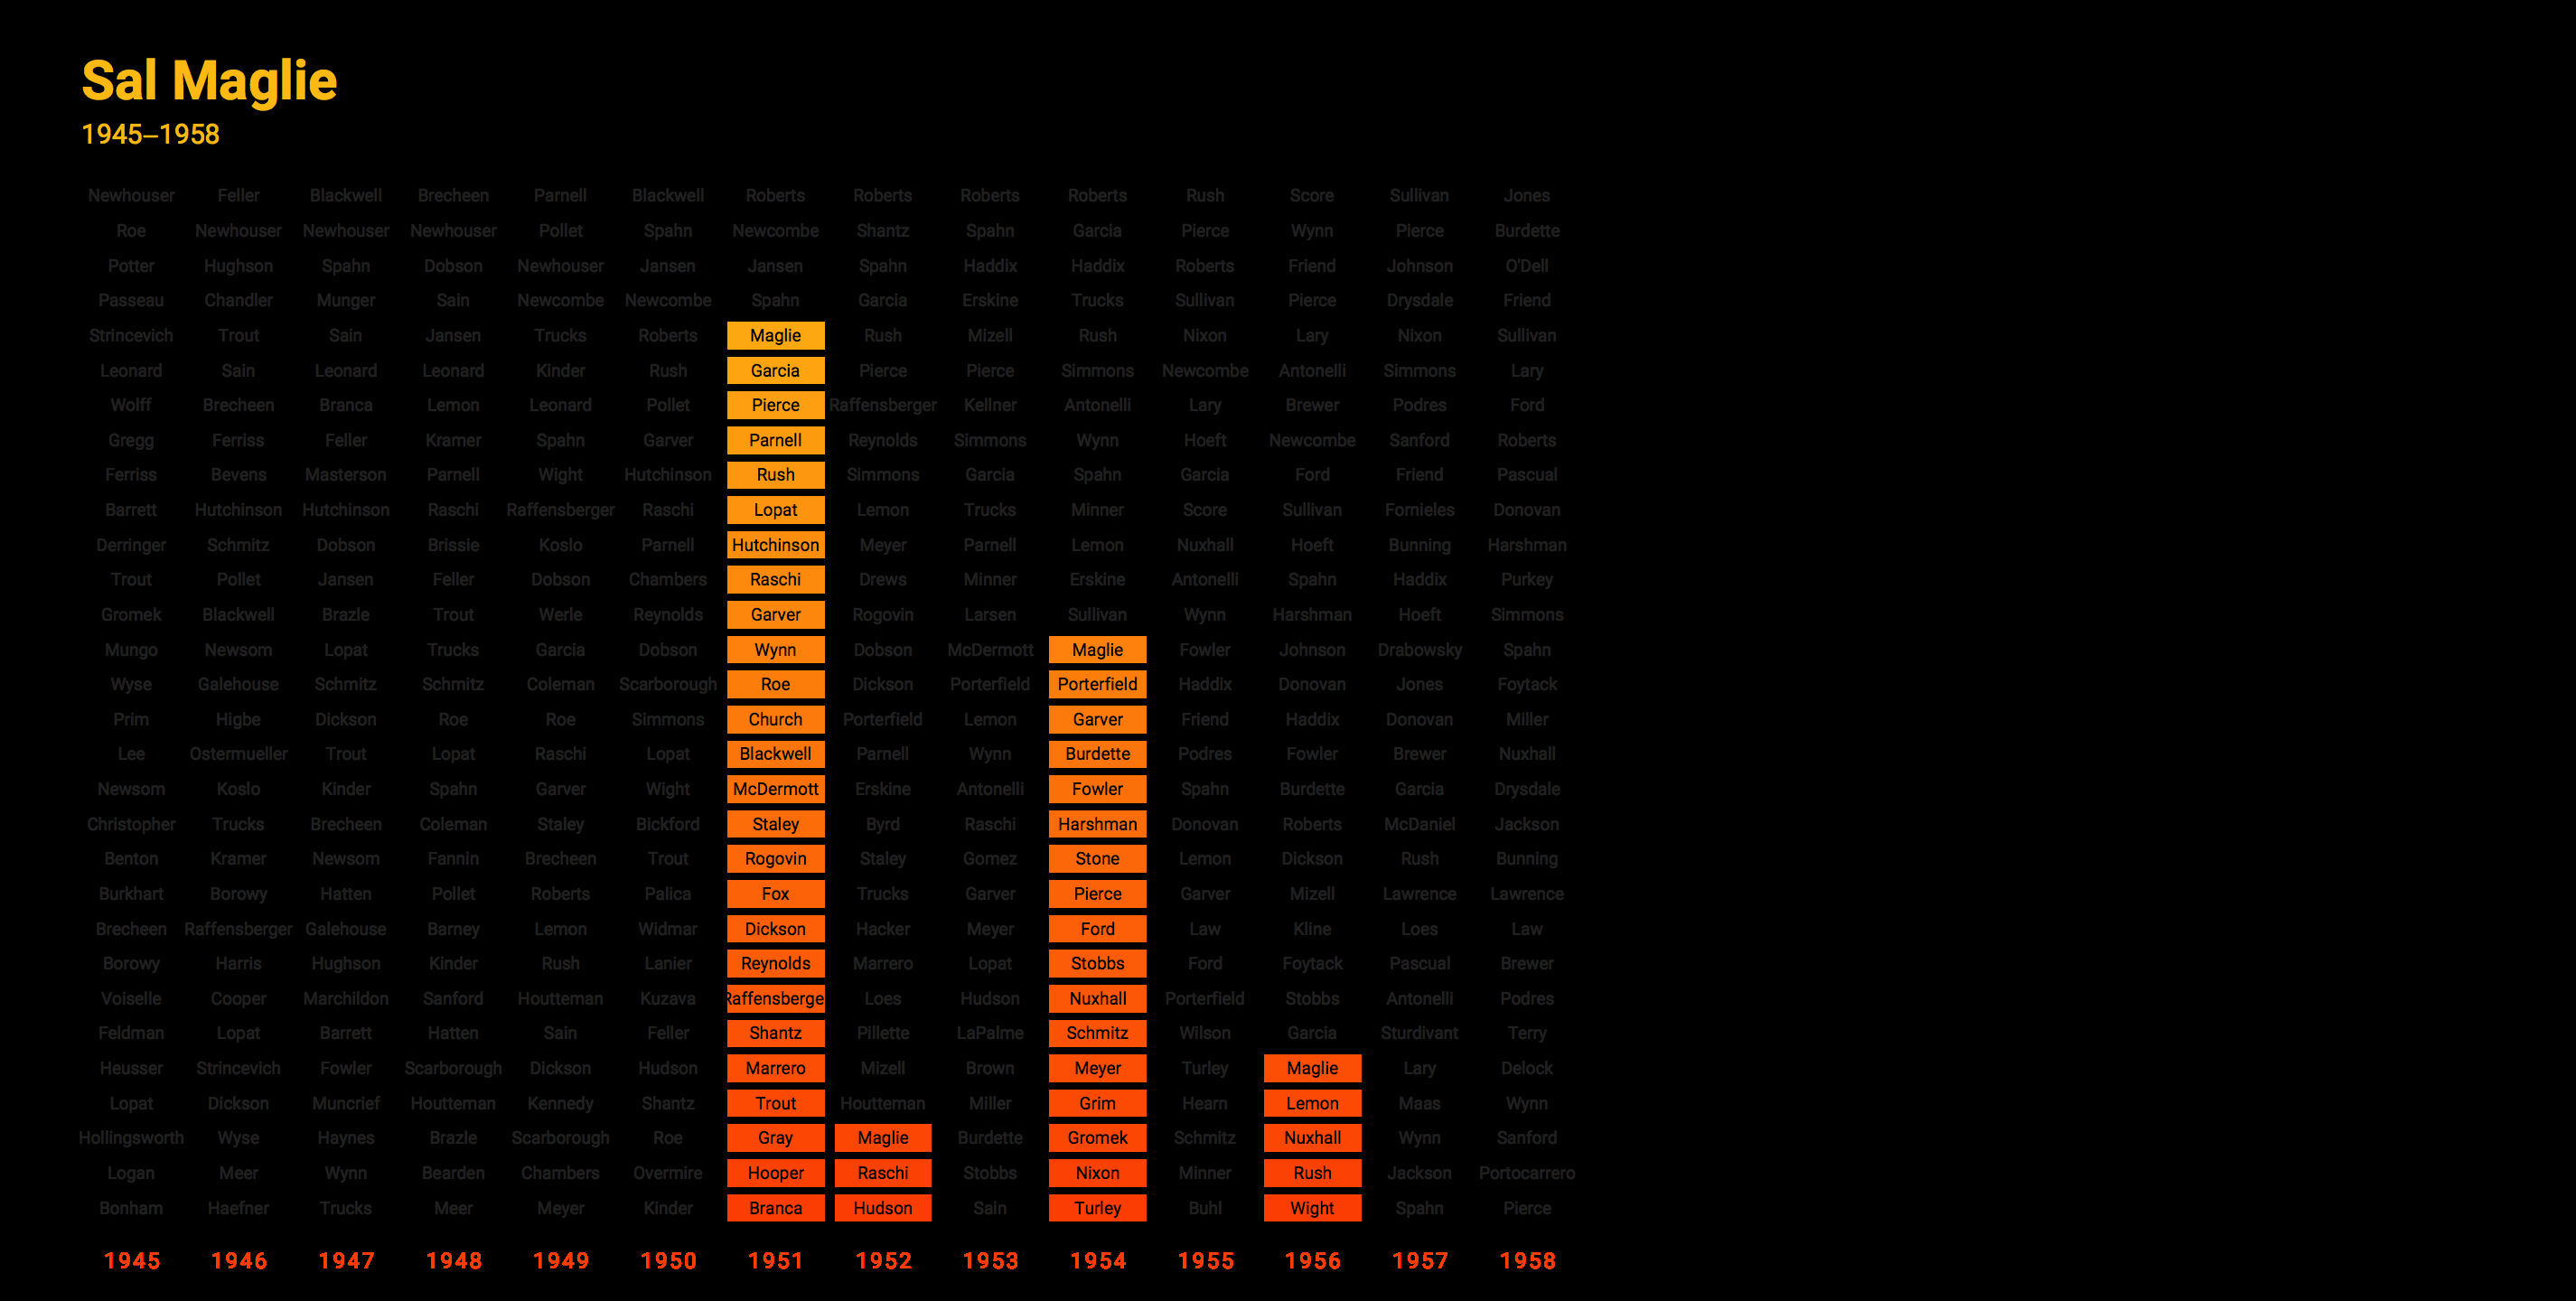 Sal Maglie
1945–1958
Newhouser Feller Blackwell Brecheen Parnell Blackwell Roberts Roberts Roberts Roberts Rush Score Sullivan Jones
Roe Newhouser Newhouser Newhouser Pollet Spahn Newcombe Shantz Spahn Garcia Pierce Wynn Pierce Burdette
Potter Hughson Spahn Dobson Newhouser Jansen Jansen Spahn Haddix Haddix Roberts Friend Johnson O'Dell
Passeau Chandler Munger Sain Newcombe Newcombe Spahn Garcia Erskine Trucks Sullivan Pierce Drysdale Friend
Strincevich Trout Sain Jansen Trucks Roberts Maglie Rush Mizell Rush Nixon Lary Nixon Sullivan
Leonard Sain Leonard Leonard Kinder Rush Garcia Pierce Pierce Simmons Newcombe Antonelli Simmons Lary
Wolff Brecheen Branca Lemon Leonard Pollet Pierce Raffensberger Kellner Antonelli Lary Brewer Podres Ford
Gregg Ferriss Feller Kramer Spahn Garver Parnell Reynolds Simmons Wynn Hoeft Newcombe Sanford Roberts
Ferriss Bevens Masterson Parnell Wight Hutchinson Rush Simmons Garcia Spahn Garcia Ford Friend Pascual
Barrett Hutchinson Hutchinson Raschi Raffensberger Raschi Lopat Lemon Trucks Minner Score Sullivan Fornieles Donovan
Derringer Schmitz Dobson Brissie Koslo Parnell Hutchinson Meyer Parnell Lemon Nuxhall Hoeft Bunning Harshman
Trout Pollet Jansen Feller Dobson Chambers Raschi Drews Minner Erskine Antonelli Spahn Haddix Purkey
Gromek Blackwell Brazle Trout Werle Reynolds Garver Rogovin Larsen Sullivan Wynn Harshman Hoeft Simmons
Mungo Newsom Lopat Trucks Garcia Dobson Wynn Dobson McDermott Maglie Fowler Johnson Drabowsky Spahn
Wyse Galehouse Schmitz Schmitz Coleman Scarborough Roe Dickson Porterfield Porterfield Haddix Donovan Jones Foytack
Prim Higbe Dickson Roe Roe Simmons Church Porterfield Lemon Garver Friend Haddix Donovan Miller
Lee Ostermueller Trout Lopat Raschi Lopat Blackwell Parnell Wynn Burdette Podres Fowler Brewer Nuxhall
Newsom Koslo Kinder Spahn Garver Wight McDermott Erskine Antonelli Fowler Spahn Burdette Garcia Drysdale
Christopher Trucks Brecheen Coleman Staley Bickford Staley Byrd Raschi Harshman Donovan Roberts McDaniel Jackson
Benton Kramer Newsom Fannin Brecheen Trout Rogovin Staley Gomez Stone Lemon Dickson Rush Bunning
Burkhart Borowy Hatten Pollet Roberts Palica Fox Trucks Garver Pierce Garver Mizell Lawrence Lawrence
Brecheen Raffensberger Galehouse Barney Lemon Widmar Dickson Hacker Meyer Ford Law Kline Loes Law
Borowy Harris Hughson Kinder Rush Lanier Reynolds Marrero Lopat Stobbs Ford Foytack Pascual Brewer
Voiselle Cooper Marchildon Sanford Houtteman Kuzava Raffensberge Loes Hudson Nuxhall Porterfield Stobbs Antonelli Podres
Feldman Lopat Barrett Hatten Sain Feller Shantz Pillette LaPalme Schmitz Wilson Garcia Sturdivant Terry
Heusser Strincevich Fowler Scarborough Dickson Hudson Marrero Mizell Brown Meyer Turley Maglie Lary Delock
Lopat Dickson Muncrief Houtteman Kennedy Shantz Trout Houtteman Miller Grim Hearn Lemon Maas Wynn
Hollingsworth Wyse Haynes Brazle Scarborough Roe Gray Maglie Burdette Gromek Schmitz Nuxhall Wynn Sanford
Logan Meer Wynn Bearden Chambers Overmire Hooper Raschi Stobbs Nixon Minner Rush Jackson Portocarrero
Bonham Haefner Trucks Meer Meyer Kinder Branca Hudson Sain Turley Buhl Wight Spahn Pierce
1945 1946 1947 1948 1949 1950 1951 1952 1953 1954 1955 1956 1957 1958